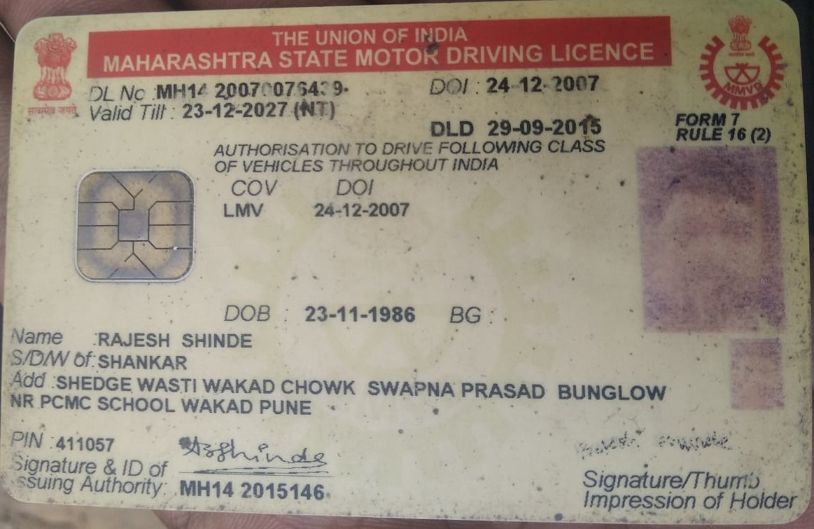 THE UNION OF INDIA
MAHARASHTRA STATE MOTOR DRIVING LICENCE
सत्यमेव जयते
MMVD
DL No : DOI : 24-12-2007
Valid Till : 23-12-2027 (NT)
DLD 29-09-2015
FORM 7
RULE 16 (2)
AUTHORISATION TO DRIVE FOLLOWING CLASS
OF VEHICLES THROUGHOUT INDIA
COV DOI
LMV 24-12-2007
DOB : 23-11-1986 BG :
Name : RAJESH SHINDE
S/D/W of : SHANKAR
Add : SHEDGE WASTI WAKAD CHOWK SWAPNA PRASAD BUNGLOW
NR PCMC SCHOOL WAKAD PUNE
PIN : 411057
Signature & ID of
Issuing Authority: MH14 2015146
Signature/Thumb
Impression of Holder